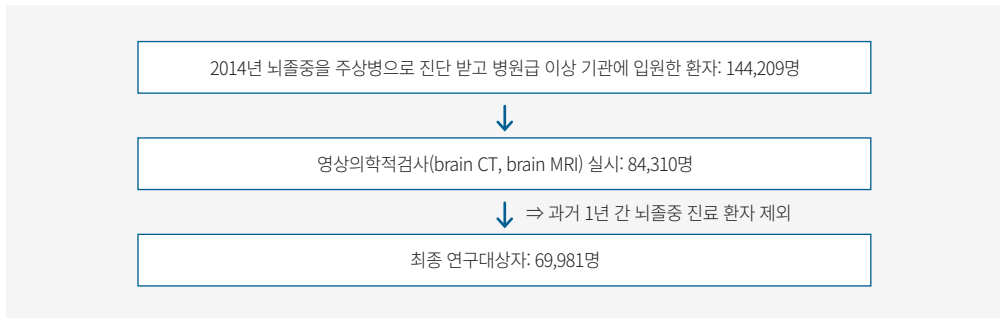 2014년 뇌졸중을 주상병으로 진단 받고 병원급 이상 기관에 입원한 환자: 144,209명
영상의학적검사(brain CT, brain MRI) 실시: 84,310명
⇒ 과거 1년 간 뇌졸중 진료 환자 제외
최종 연구대상자: 69,981명